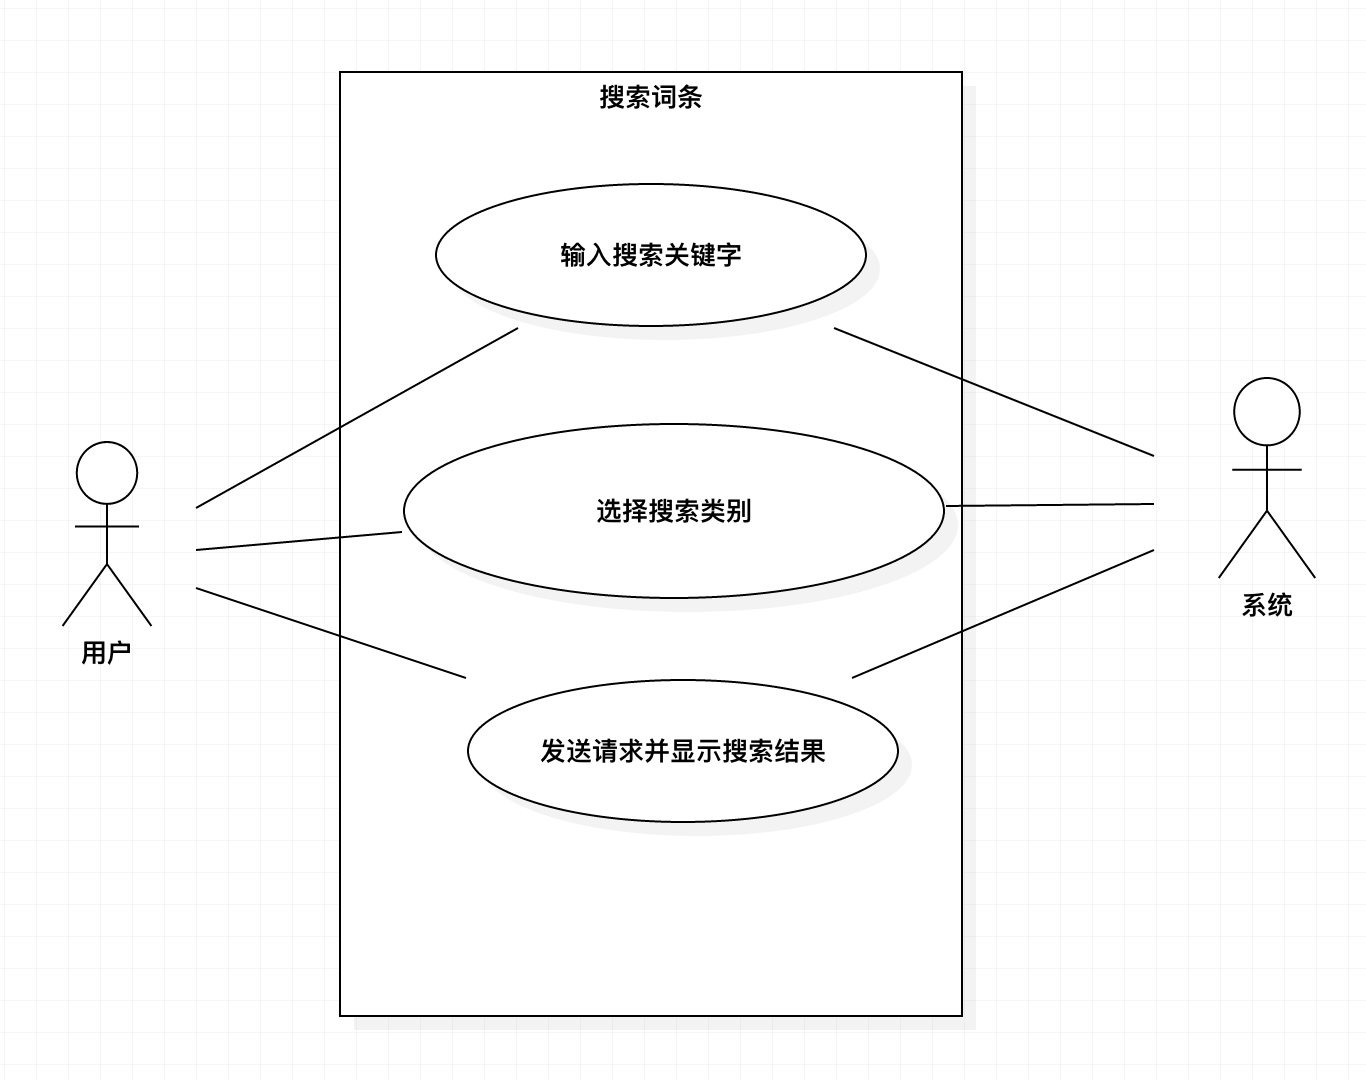 搜索词条
输入搜索关键字
选择搜索类别
发送请求并显示搜索结果
用户
系统